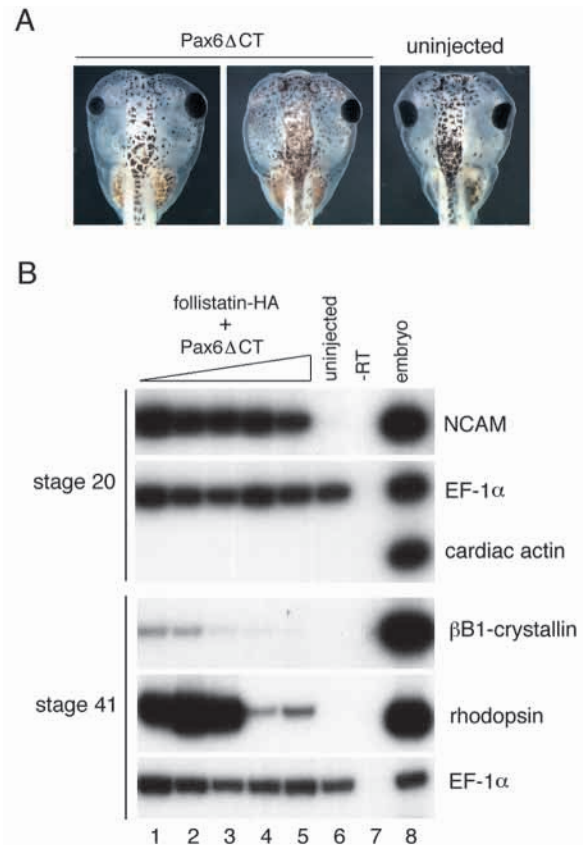 A
Pax6ΔCT
uninjected
B
follistatin-HA
+
Pax6ΔCT
uninjected
-RT
embryo
stage 20
NCAM
EF-1α
cardiac actin
stage 41
βB1-crystallin
rhodopsin
EF-1α
1 2 3 4 5 6 7 8